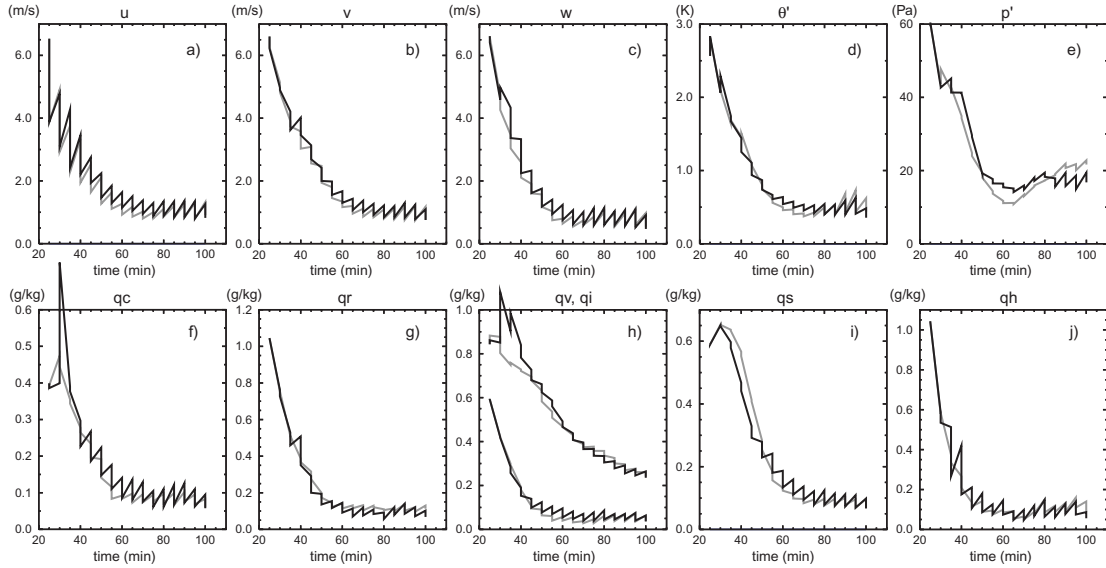 (m/s) u
6.0
4.0
2.0
0.0
a)
20 40 60 80 100
time (min)
(m/s) v
6.0
4.0
2.0
0.0
b)
20 40 60 80 100
time (min)
(m/s) w
6.0
4.0
2.0
0.0
c)
20 40 60 80 100
time (min)
(K) θ'
3.0
2.0
1.0
0.0
d)
20 40 60 80 100
time (min)
(Pa) p'
60
40
20
0.0
e)
20 40 60 80 100
time (min)
(g/kg) qc
0.6
0.5
0.4
0.3
0.2
0.1
0.0
f)
20 40 60 80 100
time (min)
(g/kg) qr
1.2
1.0
0.8
0.6
0.4
0.2
0.0
g)
20 40 60 80 100
time (min)
(g/kg) qv, qi
1.0
0.8
0.6
0.4
0.2
0.0
h)
20 40 60 80 100
time (min)
(g/kg) qs
0.6
0.4
0.2
0.0
i)
20 40 60 80 100
time (min)
(g/kg) qh
1.0
0.8
0.6
0.4
0.2
0.0
j)
20 40 60 80 100
time (min)